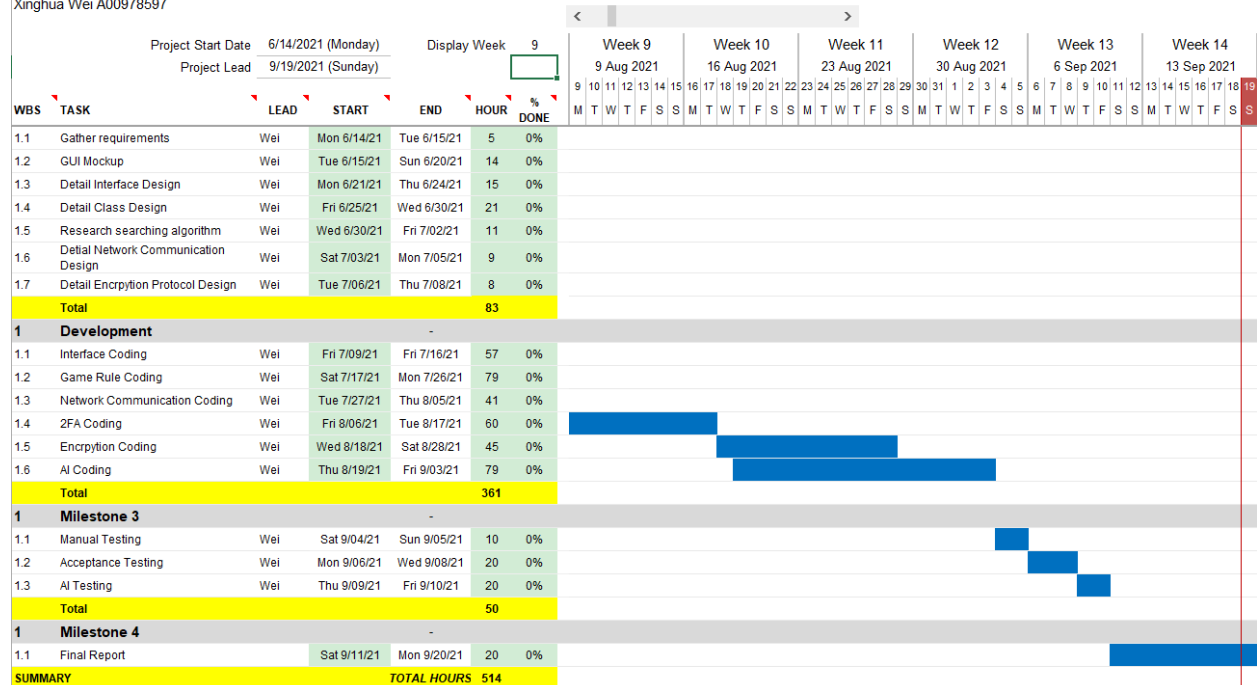 Xinghua Wei A00978597
Project Start Date 6/14/2021 (Monday) Display Week 9 Week 9 Week 10 Week 11 Week 12 Week 13 Week 14
Project Lead 9/19/2021 (Sunday) 9 Aug 2021 16 Aug 2021 23 Aug 2021 30 Aug 2021 6 Sep 2021 13 Sep 2021
9 10 11 12 13 14 15 16 17 18 19 20 21 22 23 24 25 26 27 28 29 30 31 1 2 3 4 5 6 7 8 9 10 11 12 13 14 15 16 17 18 19
WBS TASK LEAD START END HOUR % DONE M T W T F S S M T W T F S S M T W T F S S M T W T F S S M T W T F S S M T W T F S S
1.1 Gather requirements Wei Mon 6/14/21 Tue 6/15/21 5 0%
1.2 GUI Mockup Wei Tue 6/15/21 Sun 6/20/21 14 0%
1.3 Detail Interface Design Wei Mon 6/21/21 Thu 6/24/21 15 0%
1.4 Detail Class Design Wei Fri 6/25/21 Wed 6/30/21 21 0%
1.5 Research searching algorithm Wei Wed 6/30/21 Fri 7/02/21 11 0%
1.6 Detial Network Communication Design Wei Sat 7/03/21 Mon 7/05/21 9 0%
1.7 Detail Encrpytion Protocol Design Wei Tue 7/06/21 Thu 7/08/21 8 0%
Total 83
1 Development -
1.1 Interface Coding Wei Fri 7/09/21 Fri 7/16/21 57 0%
1.2 Game Rule Coding Wei Sat 7/17/21 Mon 7/26/21 79 0%
1.3 Network Communication Coding Wei Tue 7/27/21 Thu 8/05/21 41 0%
1.4 2FA Coding Wei Fri 8/06/21 Tue 8/17/21 60 0%
1.5 Encrpytion Coding Wei Wed 8/18/21 Sat 8/28/21 45 0%
1.6 AI Coding Wei Thu 8/19/21 Fri 9/03/21 79 0%
Total 361
1 Milestone 3 -
1.1 Manual Testing Wei Sat 9/04/21 Sun 9/05/21 10 0%
1.2 Acceptance Testing Wei Mon 9/06/21 Wed 9/08/21 20 0%
1.3 AI Testing Wei Thu 9/09/21 Fri 9/10/21 20 0%
Total 50
1 Milestone 4 -
1.1 Final Report Sat 9/11/21 Mon 9/20/21 20 0%
SUMMARY TOTAL HOURS 514